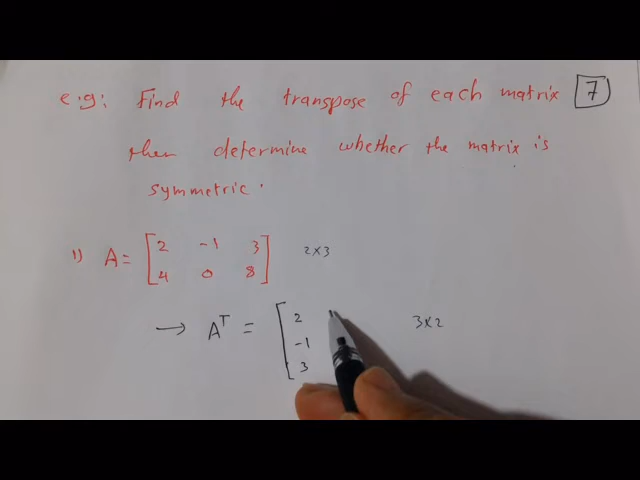 e.g: Find the transpose of each matrix 7
then determine whether the matrix is
symmetric.
1) A = [ 2 -1 3
4 0 8 ] 2×3
→ Aᵀ = [ 2
-1
3 3×2